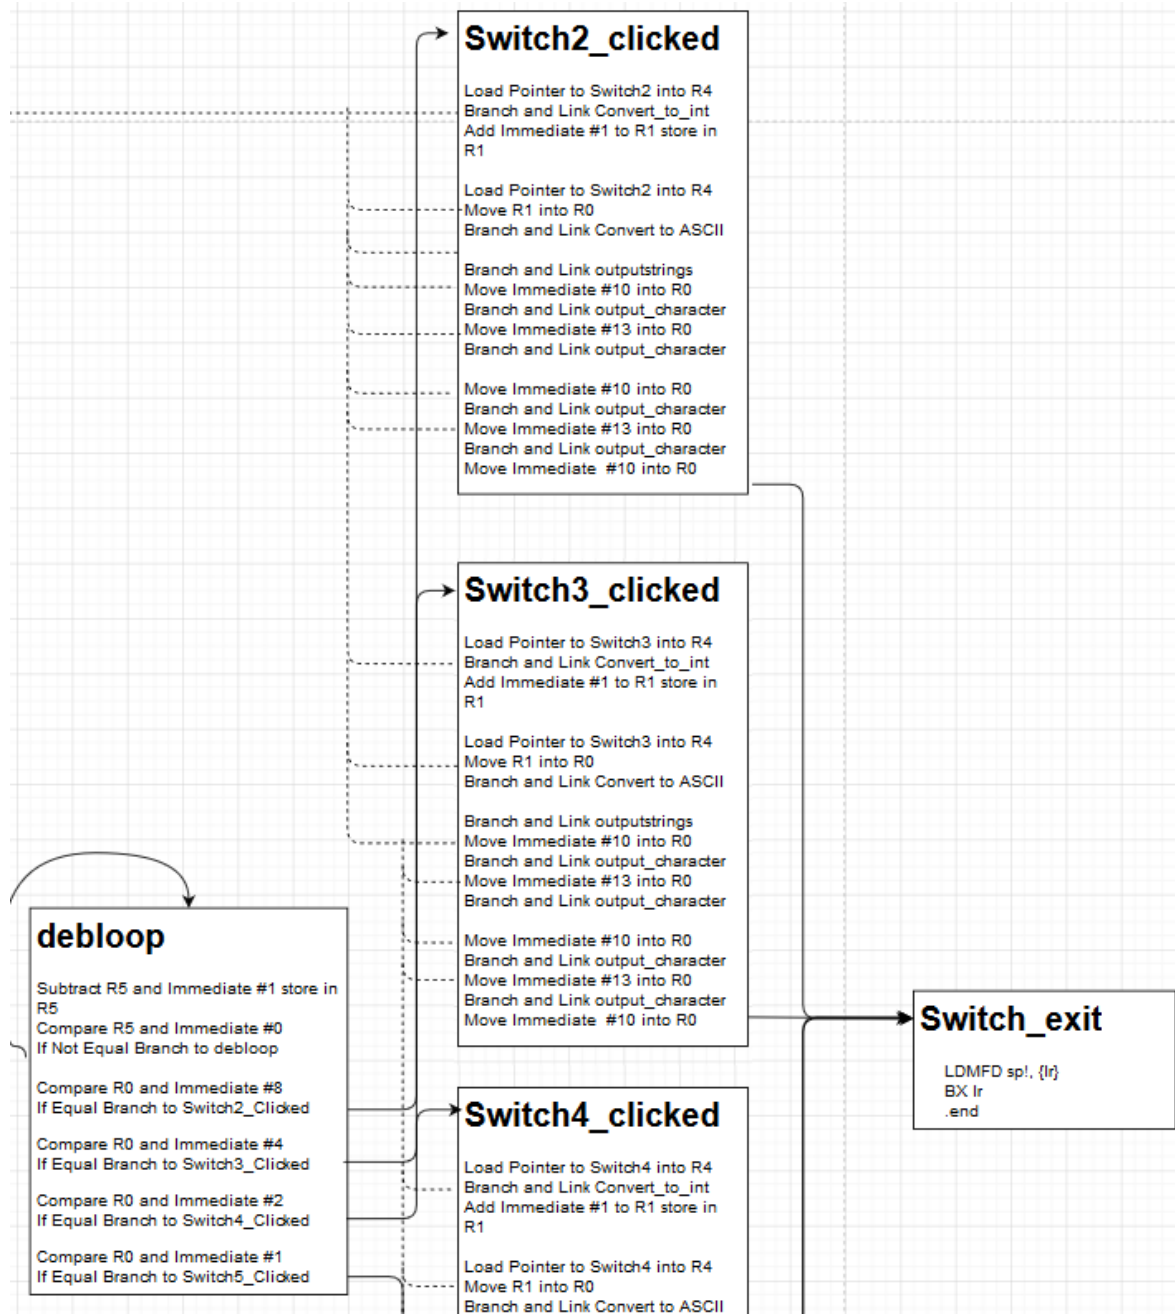 Switch2_clicked
Load Pointer to Switch2 into R4
Branch and Link Convert_to_int
Add Immediate #1 to R1 store in
R1
Load Pointer to Switch2 into R4
Move R1 into R0
Branch and Link Convert to ASCII
Branch and Link outputstrings
Move Immediate #10 into R0
Branch and Link output_character
Move Immediate #13 into R0
Branch and Link output_character
Move Immediate #10 into R0
Branch and Link output_character
Move Immediate #13 into R0
Branch and Link output_character
Move Immediate  #10 into R0
Switch3_clicked
Load Pointer to Switch3 into R4
Branch and Link Convert_to_int
Add Immediate #1 to R1 store in
R1
Load Pointer to Switch3 into R4
Move R1 into R0
Branch and Link Convert to ASCII
Branch and Link outputstrings
Move Immediate #10 into R0
Branch and Link output_character
Move Immediate #13 into R0
Branch and Link output_character
Move Immediate #10 into R0
Branch and Link output_character
Move Immediate #13 into R0
Branch and Link output_character
Move Immediate  #10 into R0
debloop
Subtract R5 and Immediate #1 store in
R5
Compare R5 and Immediate #0
If Not Equal Branch to debloop
Compare R0 and Immediate #8
If Equal Branch to Switch2_Clicked
Compare R0 and Immediate #4
If Equal Branch to Switch3_Clicked
Compare R0 and Immediate #2
If Equal Branch to Switch4_Clicked
Compare R0 and Immediate #1
If Equal Branch to Switch5_Clicked
Switch_exit
LDMFD sp!, {lr}
BX lr
.end
Switch4_clicked
Load Pointer to Switch4 into R4
Branch and Link Convert_to_int
Add Immediate #1 to R1 store in
R1
Load Pointer to Switch4 into R4
Move R1 into R0
Branch and Link Convert to ASCII